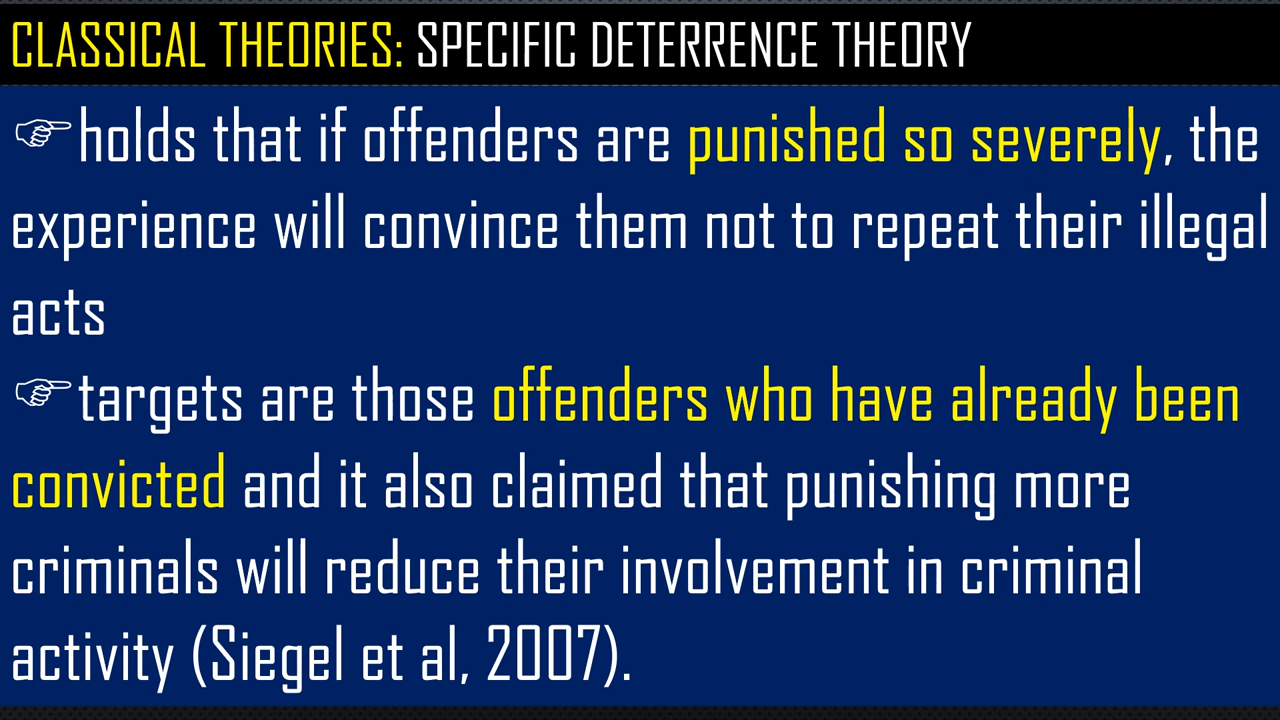 CLASSICAL THEORIES: SPECIFIC DETERRENCE THEORY
☞holds that if offenders are punished so severely, the
experience will convince them not to repeat their illegal
acts
☞targets are those offenders who have already been
convicted and it also claimed that punishing more
criminals will reduce their involvement in criminal
activity (Siegel et al, 2007).